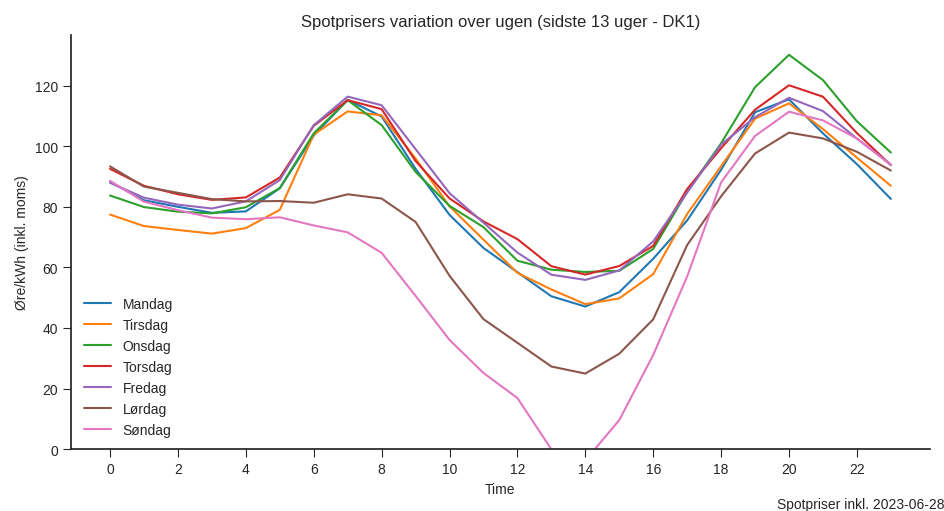 Spotprisers variation over ugen (sidste 13 uger - DK1)
Øre/kWh (inkl. moms)
120
100
80
60
40
20
0
Mandag
Tirsdag
Onsdag
Torsdag
Fredag
Lørdag
Søndag
0 2 4 6 8 10 12 14 16 18 20 22
Time
Spotpriser inkl. 2023-06-28